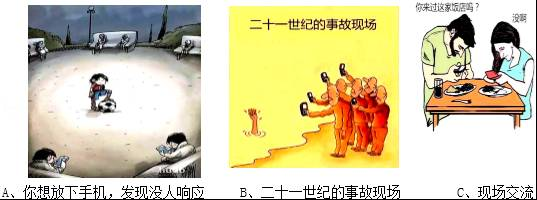 二十一世纪的事故现场
你来过这家饭店吗？
没啊
A、你想放下手机，发现没人响应
B、二十一世纪的事故现场
C、现场交流